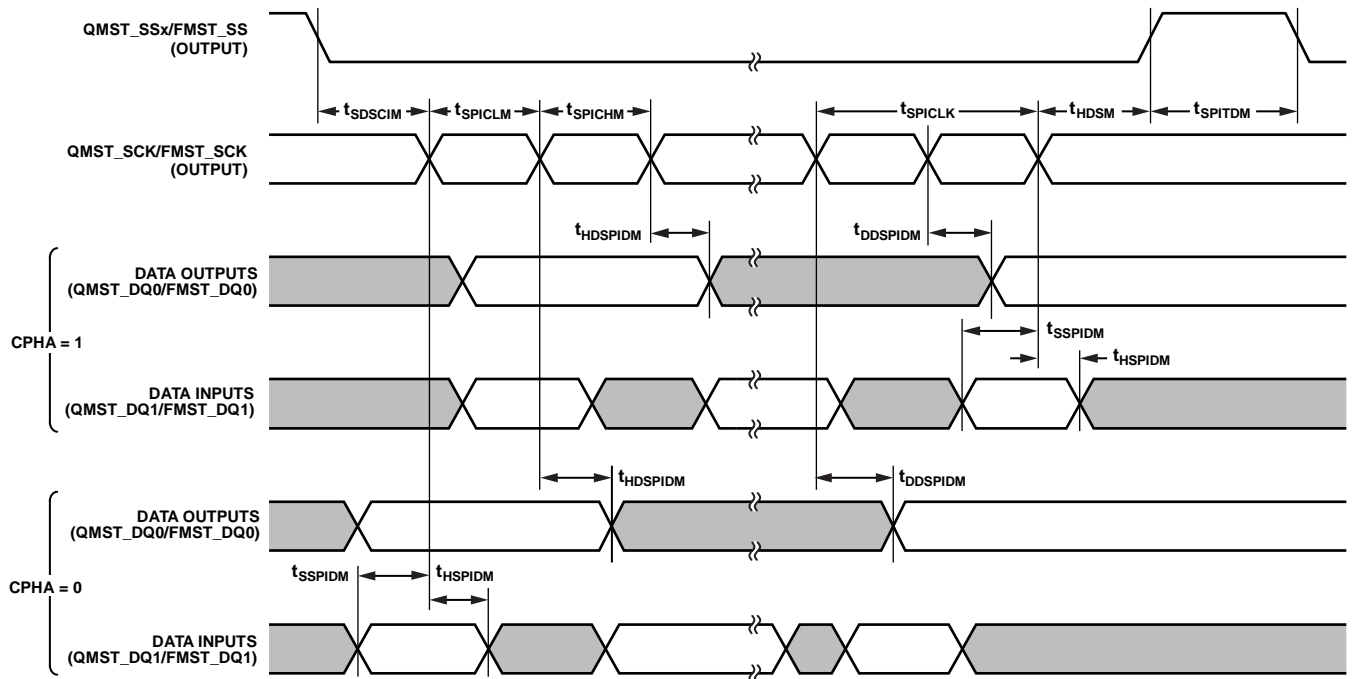 QMST_SSx/FMST_SS
(OUTPUT)
tSDSCIM
tSPICLM
tSPICHM
tSPICLK
tHDSM
tSPITDM
QMST_SCK/FMST_SCK
(OUTPUT)
tHDSPIDM
tDDSPIDM
DATA OUTPUTS
(QMST_DQ0/FMST_DQ0)
CPHA = 1
tSSPIDM
tHSPIDM
DATA INPUTS
(QMST_DQ1/FMST_DQ1)
tHDSPIDM
tDDSPIDM
DATA OUTPUTS
(QMST_DQ0/FMST_DQ0)
CPHA = 0
tSSPIDM
tHSPIDM
DATA INPUTS
(QMST_DQ1/FMST_DQ1)